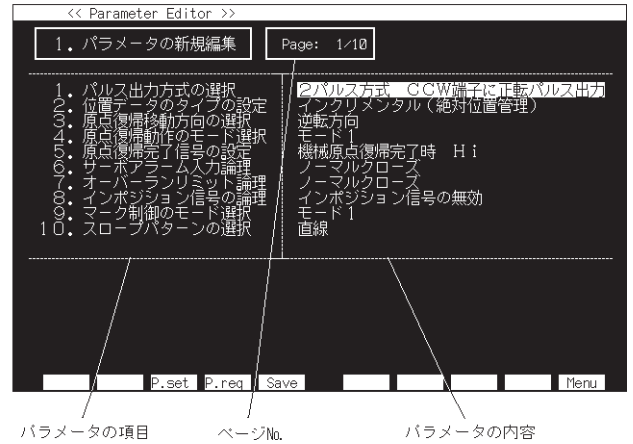 << Parameter Editor >>
1．パラメータの新規編集 Page: 1/10
1．パルス出力方式の選択 2パルス方式　CCW端子に正転パルス出力
2．位置データのタイプの設定 インクリメンタル（絶対位置管理）
3．原点復帰移動方向の選択 逆転方向
4．原点復帰動作のモード選択 モード1
5．原点復帰完了信号の設定 機械原点復帰完了時　Hi
6．サーボアラーム入力論理 ノーマルクローズ
7．オーバーランリミット論理 ノーマルクローズ
8．インポジション信号の論理 インポジション信号の無効
9．マーク制御のモード選択 モード1
10．スロープパターンの選択 直線
P.set P.req Save Menu
パラメータの項目 ページNo. パラメータの内容